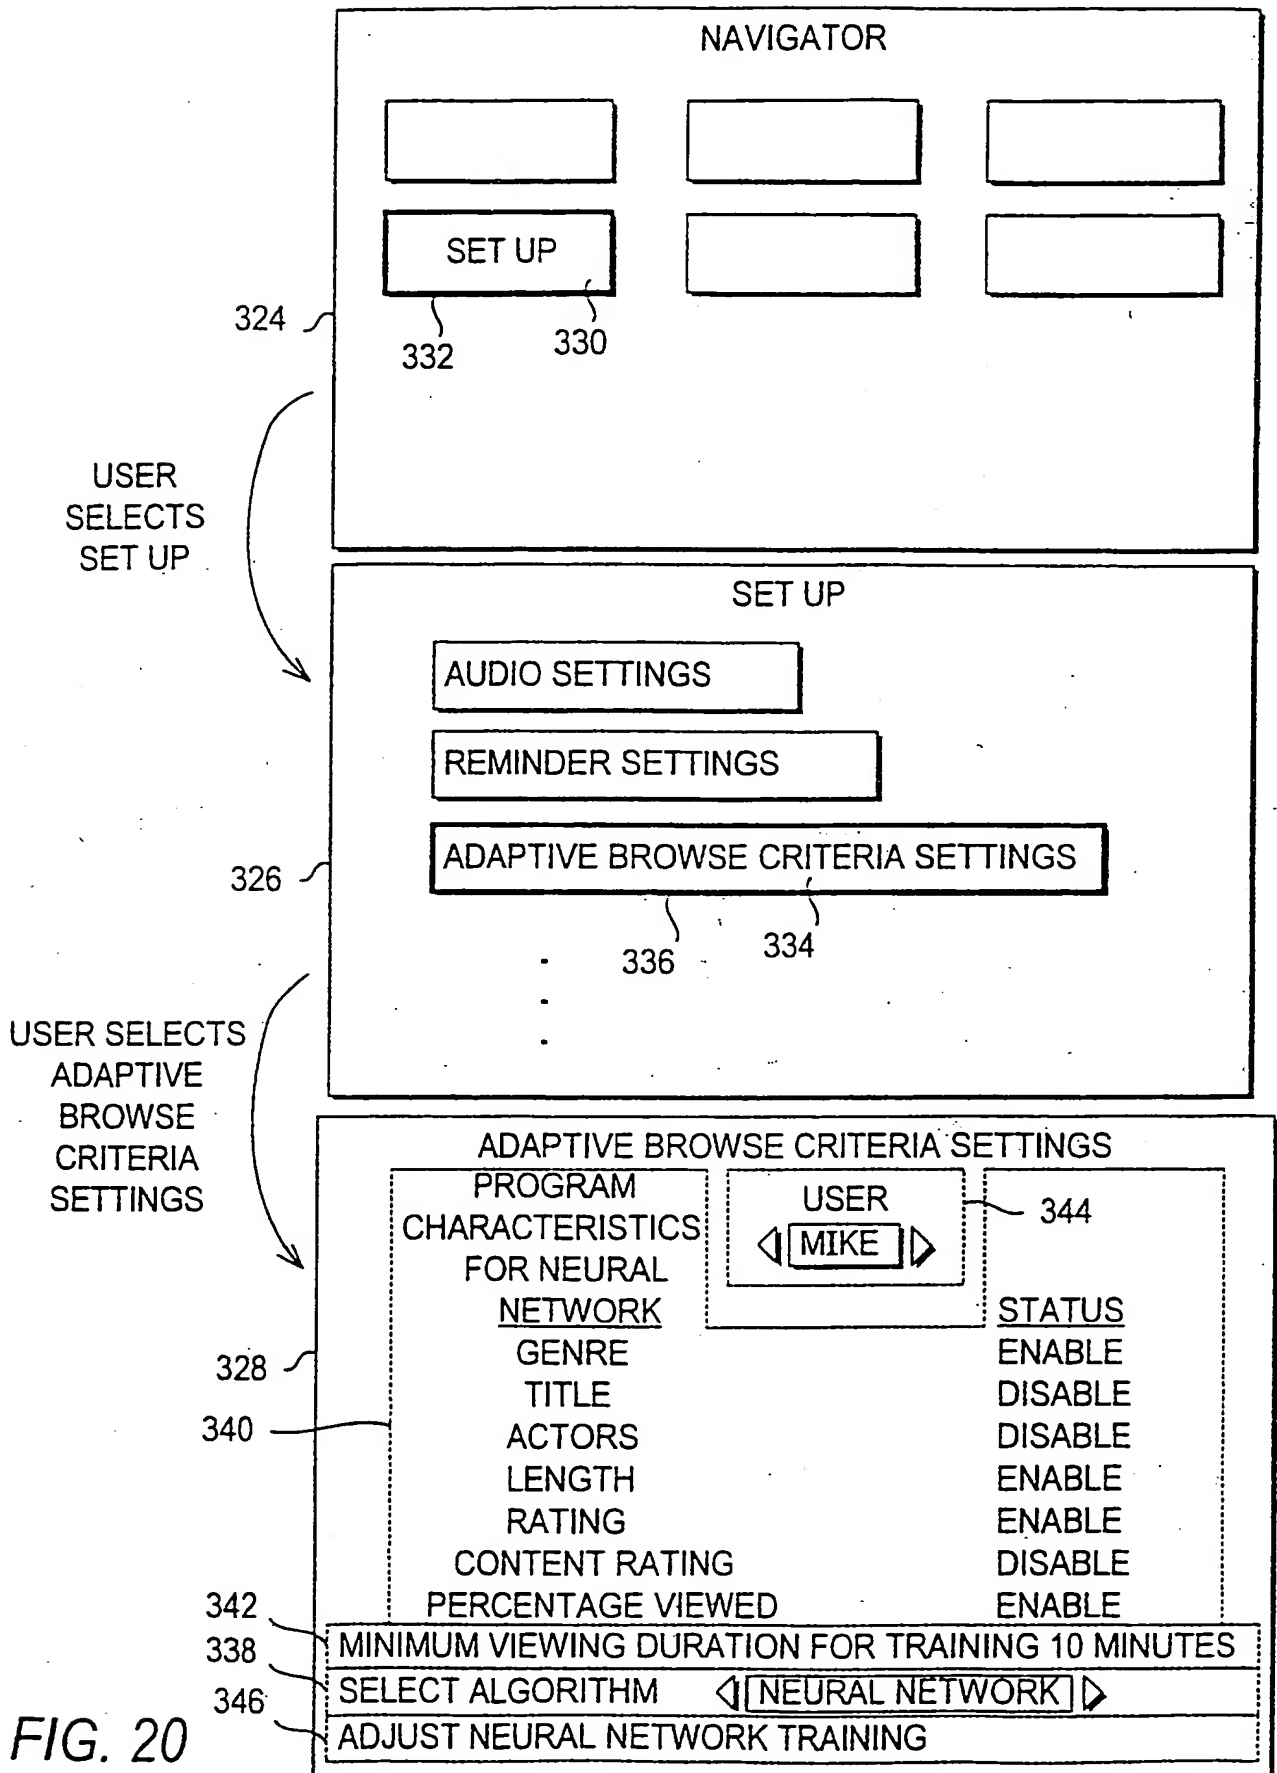 NAVIGATOR
SET UP
324
332
330
USER
SELECTS
SET UP
SET UP
AUDIO SETTINGS
REMINDER SETTINGS
ADAPTIVE BROWSE CRITERIA SETTINGS
326
336
334
USER SELECTS
ADAPTIVE
BROWSE
CRITERIA
SETTINGS
ADAPTIVE BROWSE CRITERIA SETTINGS
PROGRAM
CHARACTERISTICS
FOR NEURAL
NETWORK
USER
MIKE
344
STATUS
328
GENRE ENABLE
TITLE DISABLE
340
ACTORS DISABLE
LENGTH ENABLE
RATING ENABLE
CONTENT RATING DISABLE
PERCENTAGE VIEWED ENABLE
342
MINIMUM VIEWING DURATION FOR TRAINING 10 MINUTES
338
SELECT ALGORITHM NEURAL NETWORK
346
ADJUST NEURAL NETWORK TRAINING
FIG. 20